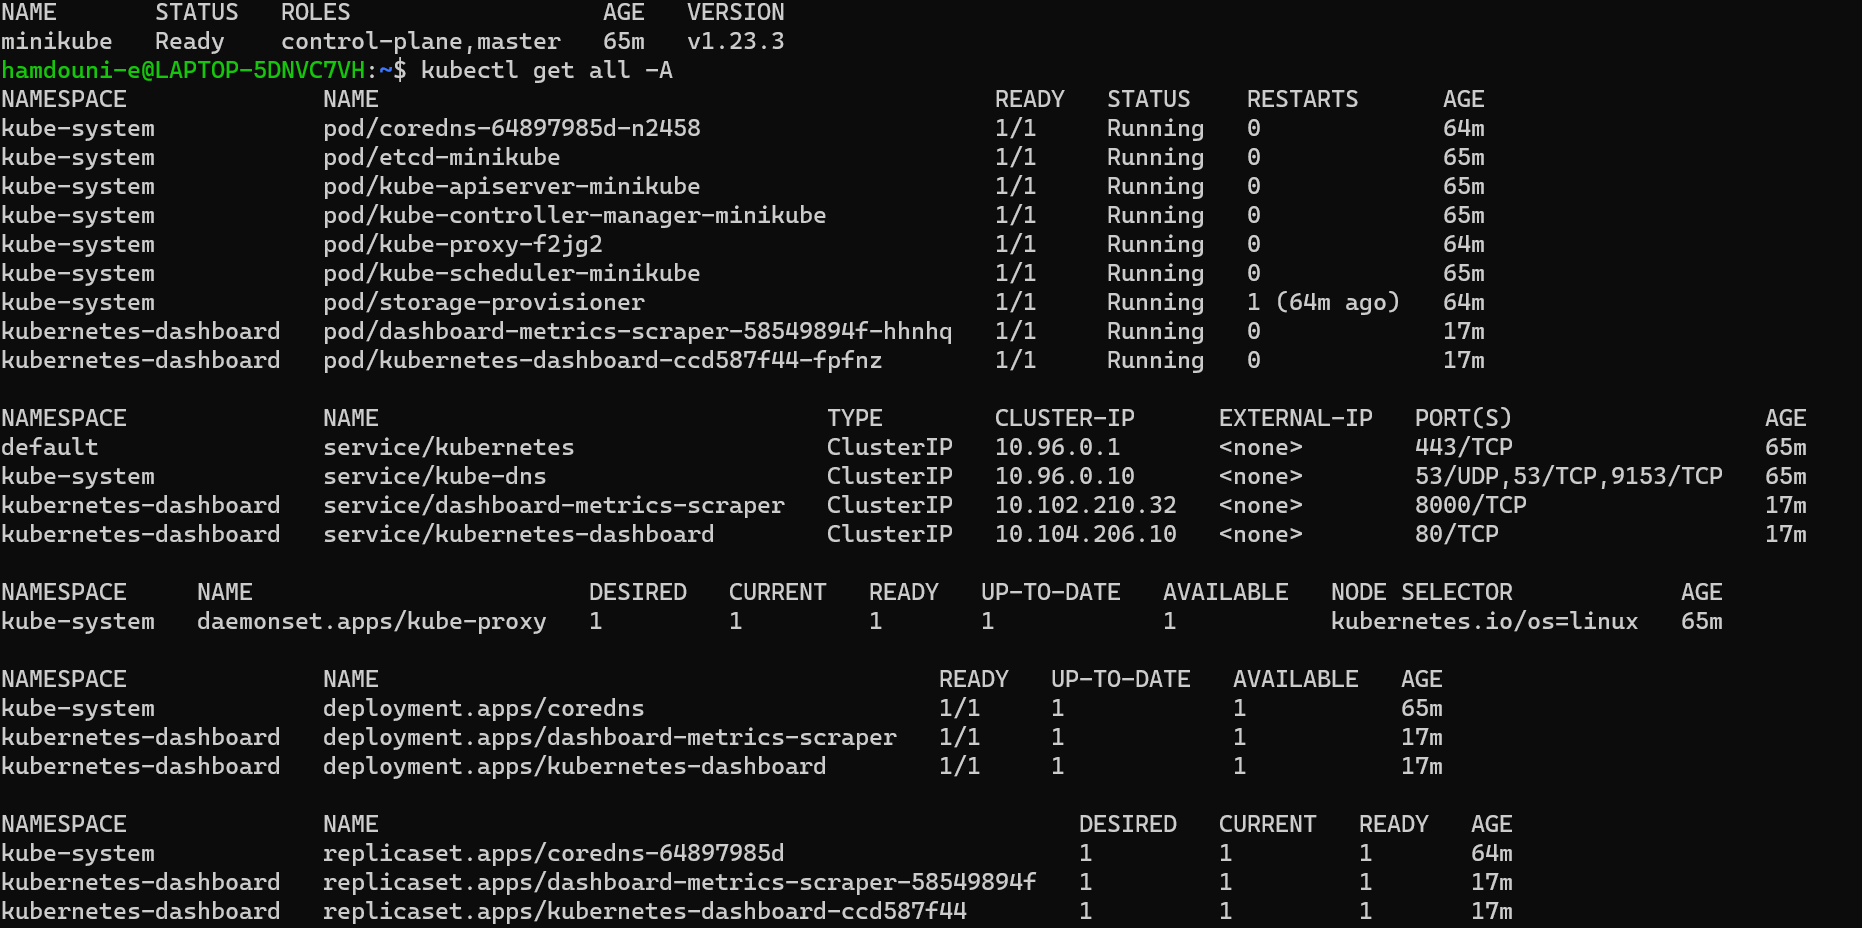 NAME       STATUS   ROLES                  AGE   VERSION
minikube   Ready    control-plane,master   65m   v1.23.3
hamdouni-e@LAPTOP-5DNVC7VH:~$ kubectl get all -A
NAMESPACE              NAME                                            READY   STATUS    RESTARTS      AGE
kube-system            pod/coredns-64897985d-n2458                     1/1     Running   0             64m
kube-system            pod/etcd-minikube                               1/1     Running   0             65m
kube-system            pod/kube-apiserver-minikube                     1/1     Running   0             65m
kube-system            pod/kube-controller-manager-minikube            1/1     Running   0             65m
kube-system            pod/kube-proxy-f2jg2                            1/1     Running   0             64m
kube-system            pod/kube-scheduler-minikube                     1/1     Running   0             65m
kube-system            pod/storage-provisioner                         1/1     Running   1 (64m ago)   64m
kubernetes-dashboard   pod/dashboard-metrics-scraper-58549894f-hhnhq   1/1     Running   0             17m
kubernetes-dashboard   pod/kubernetes-dashboard-ccd587f44-fpfnz        1/1     Running   0             17m

NAMESPACE              NAME                                TYPE        CLUSTER-IP      EXTERNAL-IP   PORT(S)                  AGE
default                service/kubernetes                  ClusterIP   10.96.0.1       <none>        443/TCP                  65m
kube-system            service/kube-dns                    ClusterIP   10.96.0.10      <none>        53/UDP,53/TCP,9153/TCP   65m
kubernetes-dashboard   service/dashboard-metrics-scraper   ClusterIP   10.102.210.32   <none>        8000/TCP                 17m
kubernetes-dashboard   service/kubernetes-dashboard        ClusterIP   10.104.206.10   <none>        80/TCP                   17m

NAMESPACE     NAME                        DESIRED   CURRENT   READY   UP-TO-DATE   AVAILABLE   NODE SELECTOR            AGE
kube-system   daemonset.apps/kube-proxy   1         1         1       1            1           kubernetes.io/os=linux   65m

NAMESPACE              NAME                                        READY   UP-TO-DATE   AVAILABLE   AGE
kube-system            deployment.apps/coredns                     1/1     1            1           65m
kubernetes-dashboard   deployment.apps/dashboard-metrics-scraper   1/1     1            1           17m
kubernetes-dashboard   deployment.apps/kubernetes-dashboard        1/1     1            1           17m

NAMESPACE              NAME                                                  DESIRED   CURRENT   READY   AGE
kube-system            replicaset.apps/coredns-64897985d                     1         1         1       64m
kubernetes-dashboard   replicaset.apps/dashboard-metrics-scraper-58549894f   1         1         1       17m
kubernetes-dashboard   replicaset.apps/kubernetes-dashboard-ccd587f44        1         1         1       17m